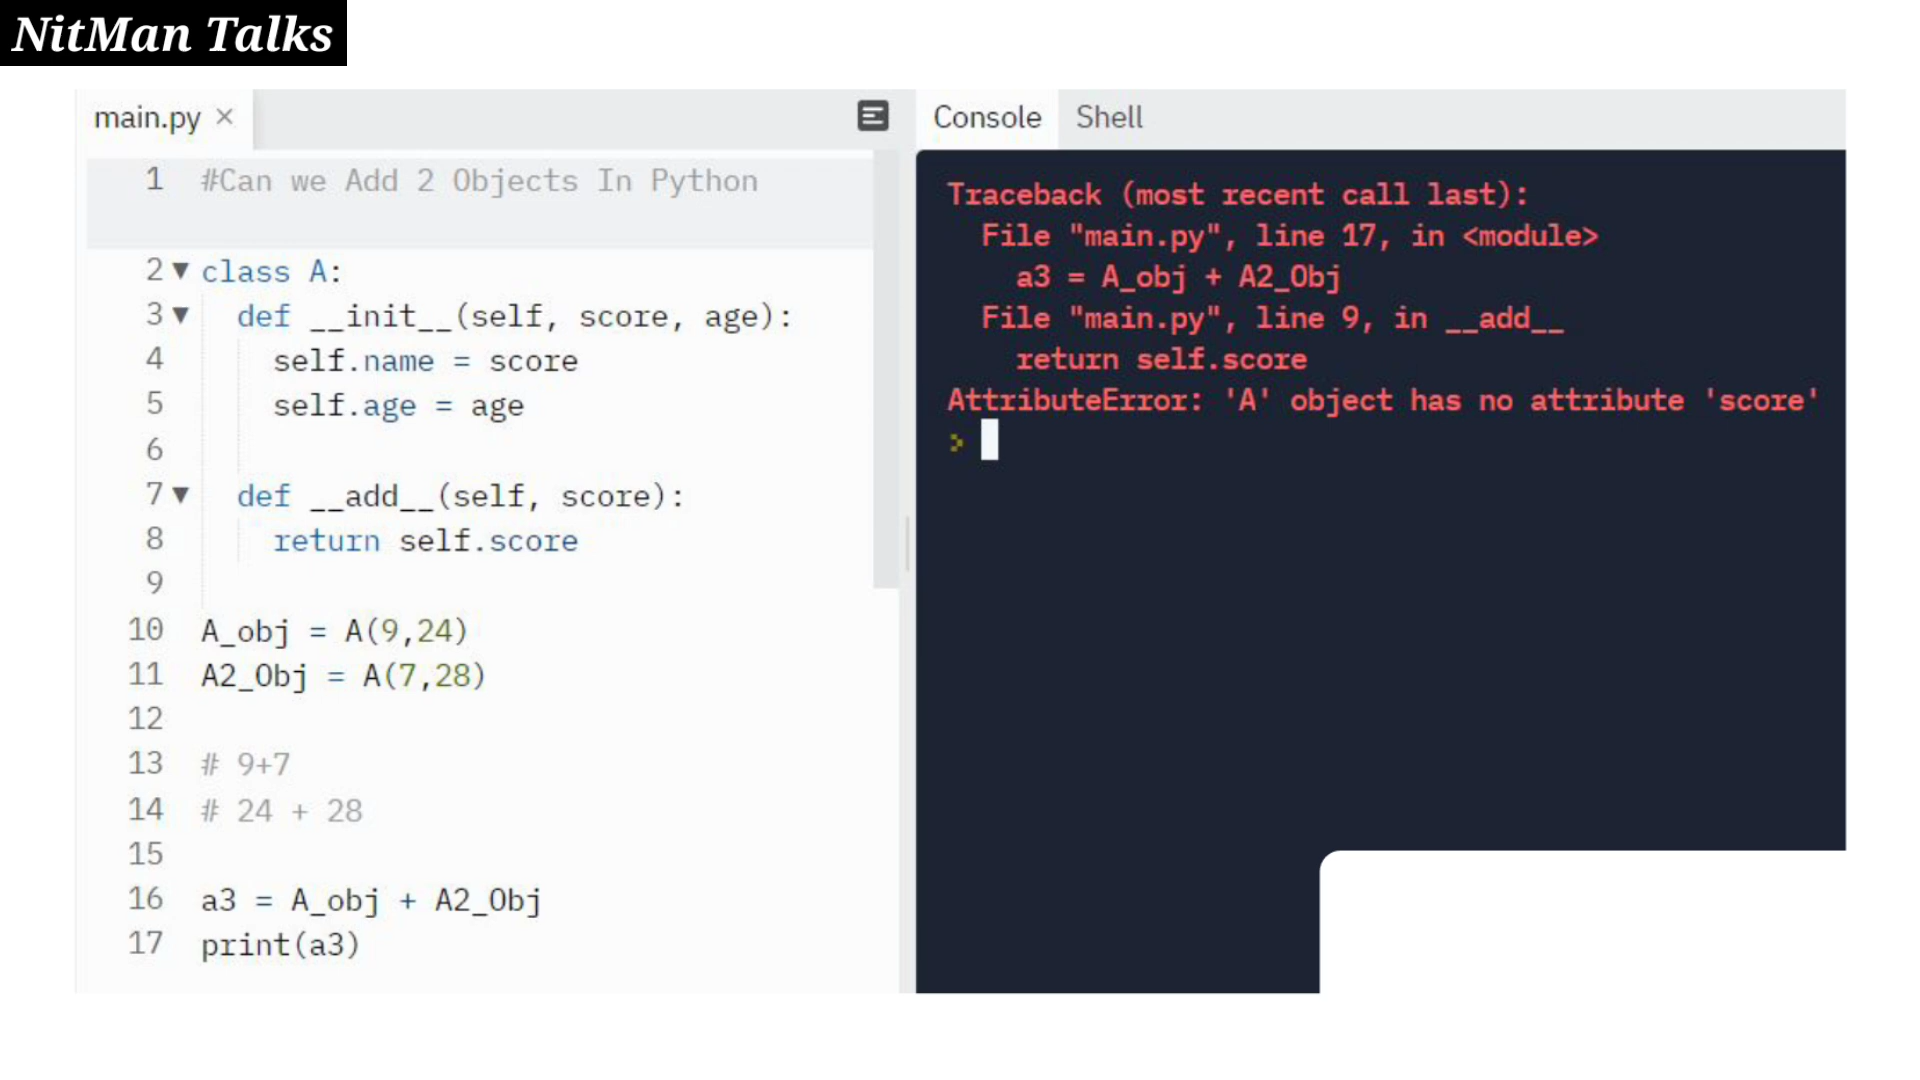 NitMan Talks
main.py ×
Console Shell
1 #Can we Add 2 Objects In Python
2 class A:
3 def __init__(self, score, age):
4 self.name = score
5 self.age = age
6
7 def __add__(self, score):
8 return self.score
9
10 A_obj = A(9,24)
11 A2_Obj = A(7,28)
12
13 # 9+7
14 # 24 + 28
15
16 a3 = A_obj + A2_Obj
17 print(a3)
Traceback (most recent call last):
File "main.py", line 17, in <module>
a3 = A_obj + A2_Obj
File "main.py", line 9, in __add__
return self.score
AttributeError: 'A' object has no attribute 'score'